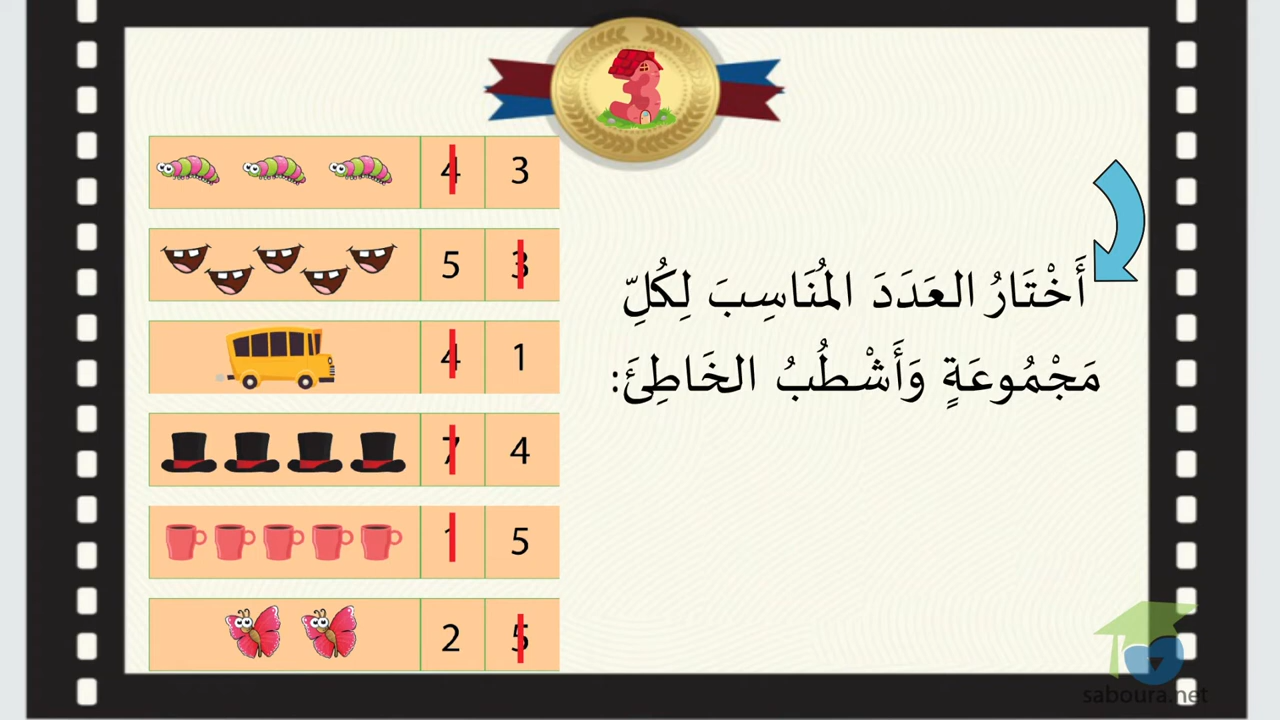 أَخْتَارُ العَدَدَ المُنَاسِبَ لِكُلِّ
مَجْمُوعَةٍ وَأَشْطُبُ الخَاطِئَ:
4 3
5 3
4 1
7 4
1 5
2 5
saboura.net